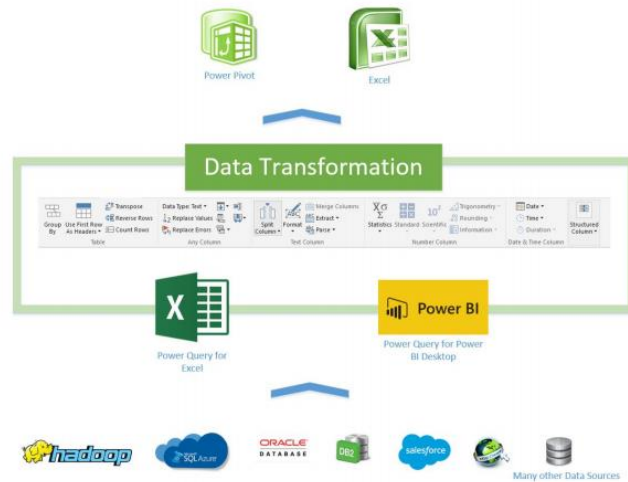 Power Pivot
Excel
Data Transformation
Group By
Use First Row As Headers
Transpose
Reverse Rows
Count Rows
Table
Data Type: Text
Replace Values
Replace Errors
Any Column
Split Column
Format
Merge Columns
Extract
Parse
Text Column
Statistics
Standard
Scientific
10²
Trigonometry
Rounding
Information
Number Column
Date
Time
Duration
Date & Time Column
Structured Column
Power BI
Power Query for
Excel
Power Query for Power
BI Desktop
hadoop
SQL Azure
ORACLE
DATABASE
DB2
salesforce
Many other Data Sources